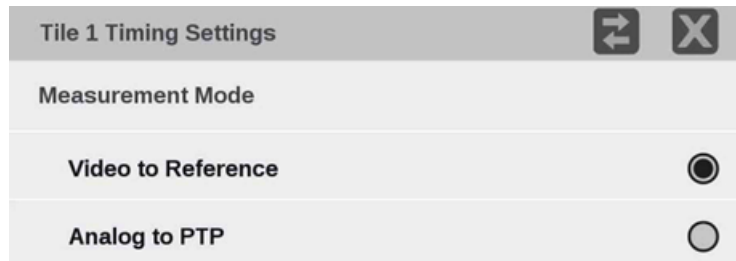 Tile 1 Timing Settings
Measurement Mode
Video to Reference
Analog to PTP